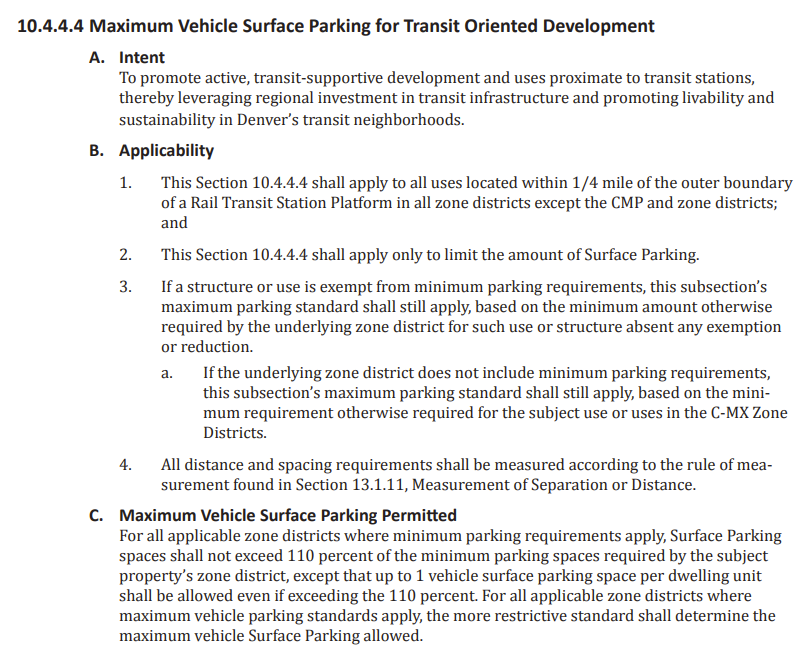 10.4.4.4 Maximum Vehicle Surface Parking for Transit Oriented Development
A. Intent
To promote active, transit-supportive development and uses proximate to transit stations,
thereby leveraging regional investment in transit infrastructure and promoting livability and
sustainability in Denver's transit neighborhoods.
B. Applicability
1. This Section 10.4.4.4 shall apply to all uses located within 1/4 mile of the outer boundary
of a Rail Transit Station Platform in all zone districts except the CMP and zone districts;
and
2. This Section 10.4.4.4 shall apply only to limit the amount of Surface Parking.
3. If a structure or use is exempt from minimum parking requirements, this subsection's
maximum parking standard shall still apply, based on the minimum amount otherwise
required by the underlying zone district for such use or structure absent any exemption
or reduction.
a. If the underlying zone district does not include minimum parking requirements,
this subsection's maximum parking standard shall still apply, based on the mini-
mum requirement otherwise required for the subject use or uses in the C-MX Zone
Districts.
4. All distance and spacing requirements shall be measured according to the rule of mea-
surement found in Section 13.1.11, Measurement of Separation or Distance.
C. Maximum Vehicle Surface Parking Permitted
For all applicable zone districts where minimum parking requirements apply, Surface Parking
spaces shall not exceed 110 percent of the minimum parking spaces required by the subject
property's zone district, except that up to 1 vehicle surface parking space per dwelling unit
shall be allowed even if exceeding the 110 percent. For all applicable zone districts where
maximum vehicle parking standards apply, the more restrictive standard shall determine the
maximum vehicle Surface Parking allowed.